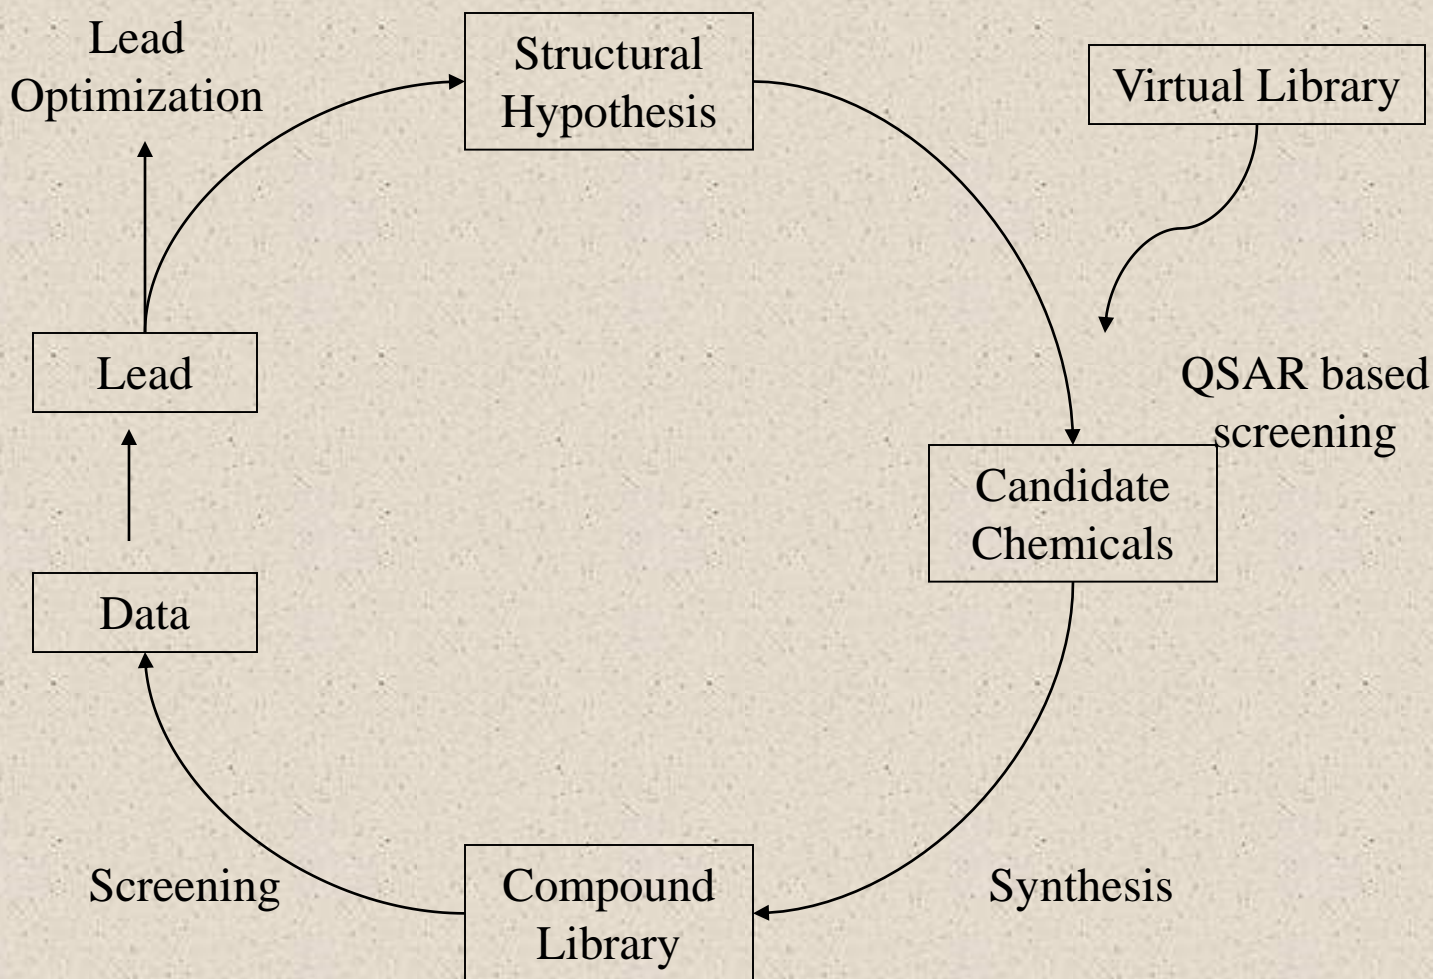 Lead
Optimization
Structural
Hypothesis
Virtual Library
Lead
QSAR based
screening
Candidate
Chemicals
Data
Screening
Compound
Library
Synthesis